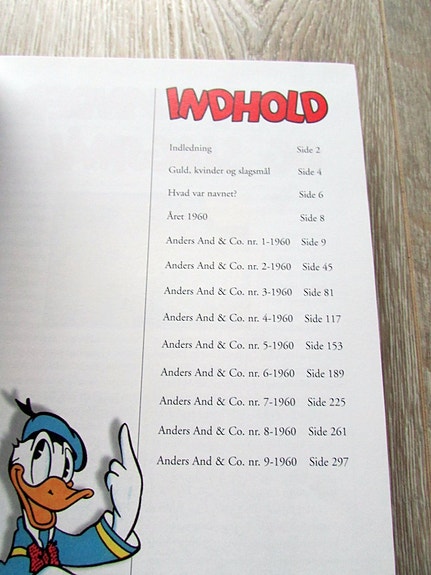 INDHOLD
Indledning Side 2
Guld, kvinder og slagsmål Side 4
Hvad var navnet? Side 6
Året 1960 Side 8
Anders And & Co. nr. 1-1960 Side 9
Anders And & Co. nr. 2-1960 Side 45
Anders And & Co. nr. 3-1960 Side 81
Anders And & Co. nr. 4-1960 Side 117
Anders And & Co. nr. 5-1960 Side 153
Anders And & Co. nr. 6-1960 Side 189
Anders And & Co. nr. 7-1960 Side 225
Anders And & Co. nr. 8-1960 Side 261
Anders And & Co. nr. 9-1960 Side 297